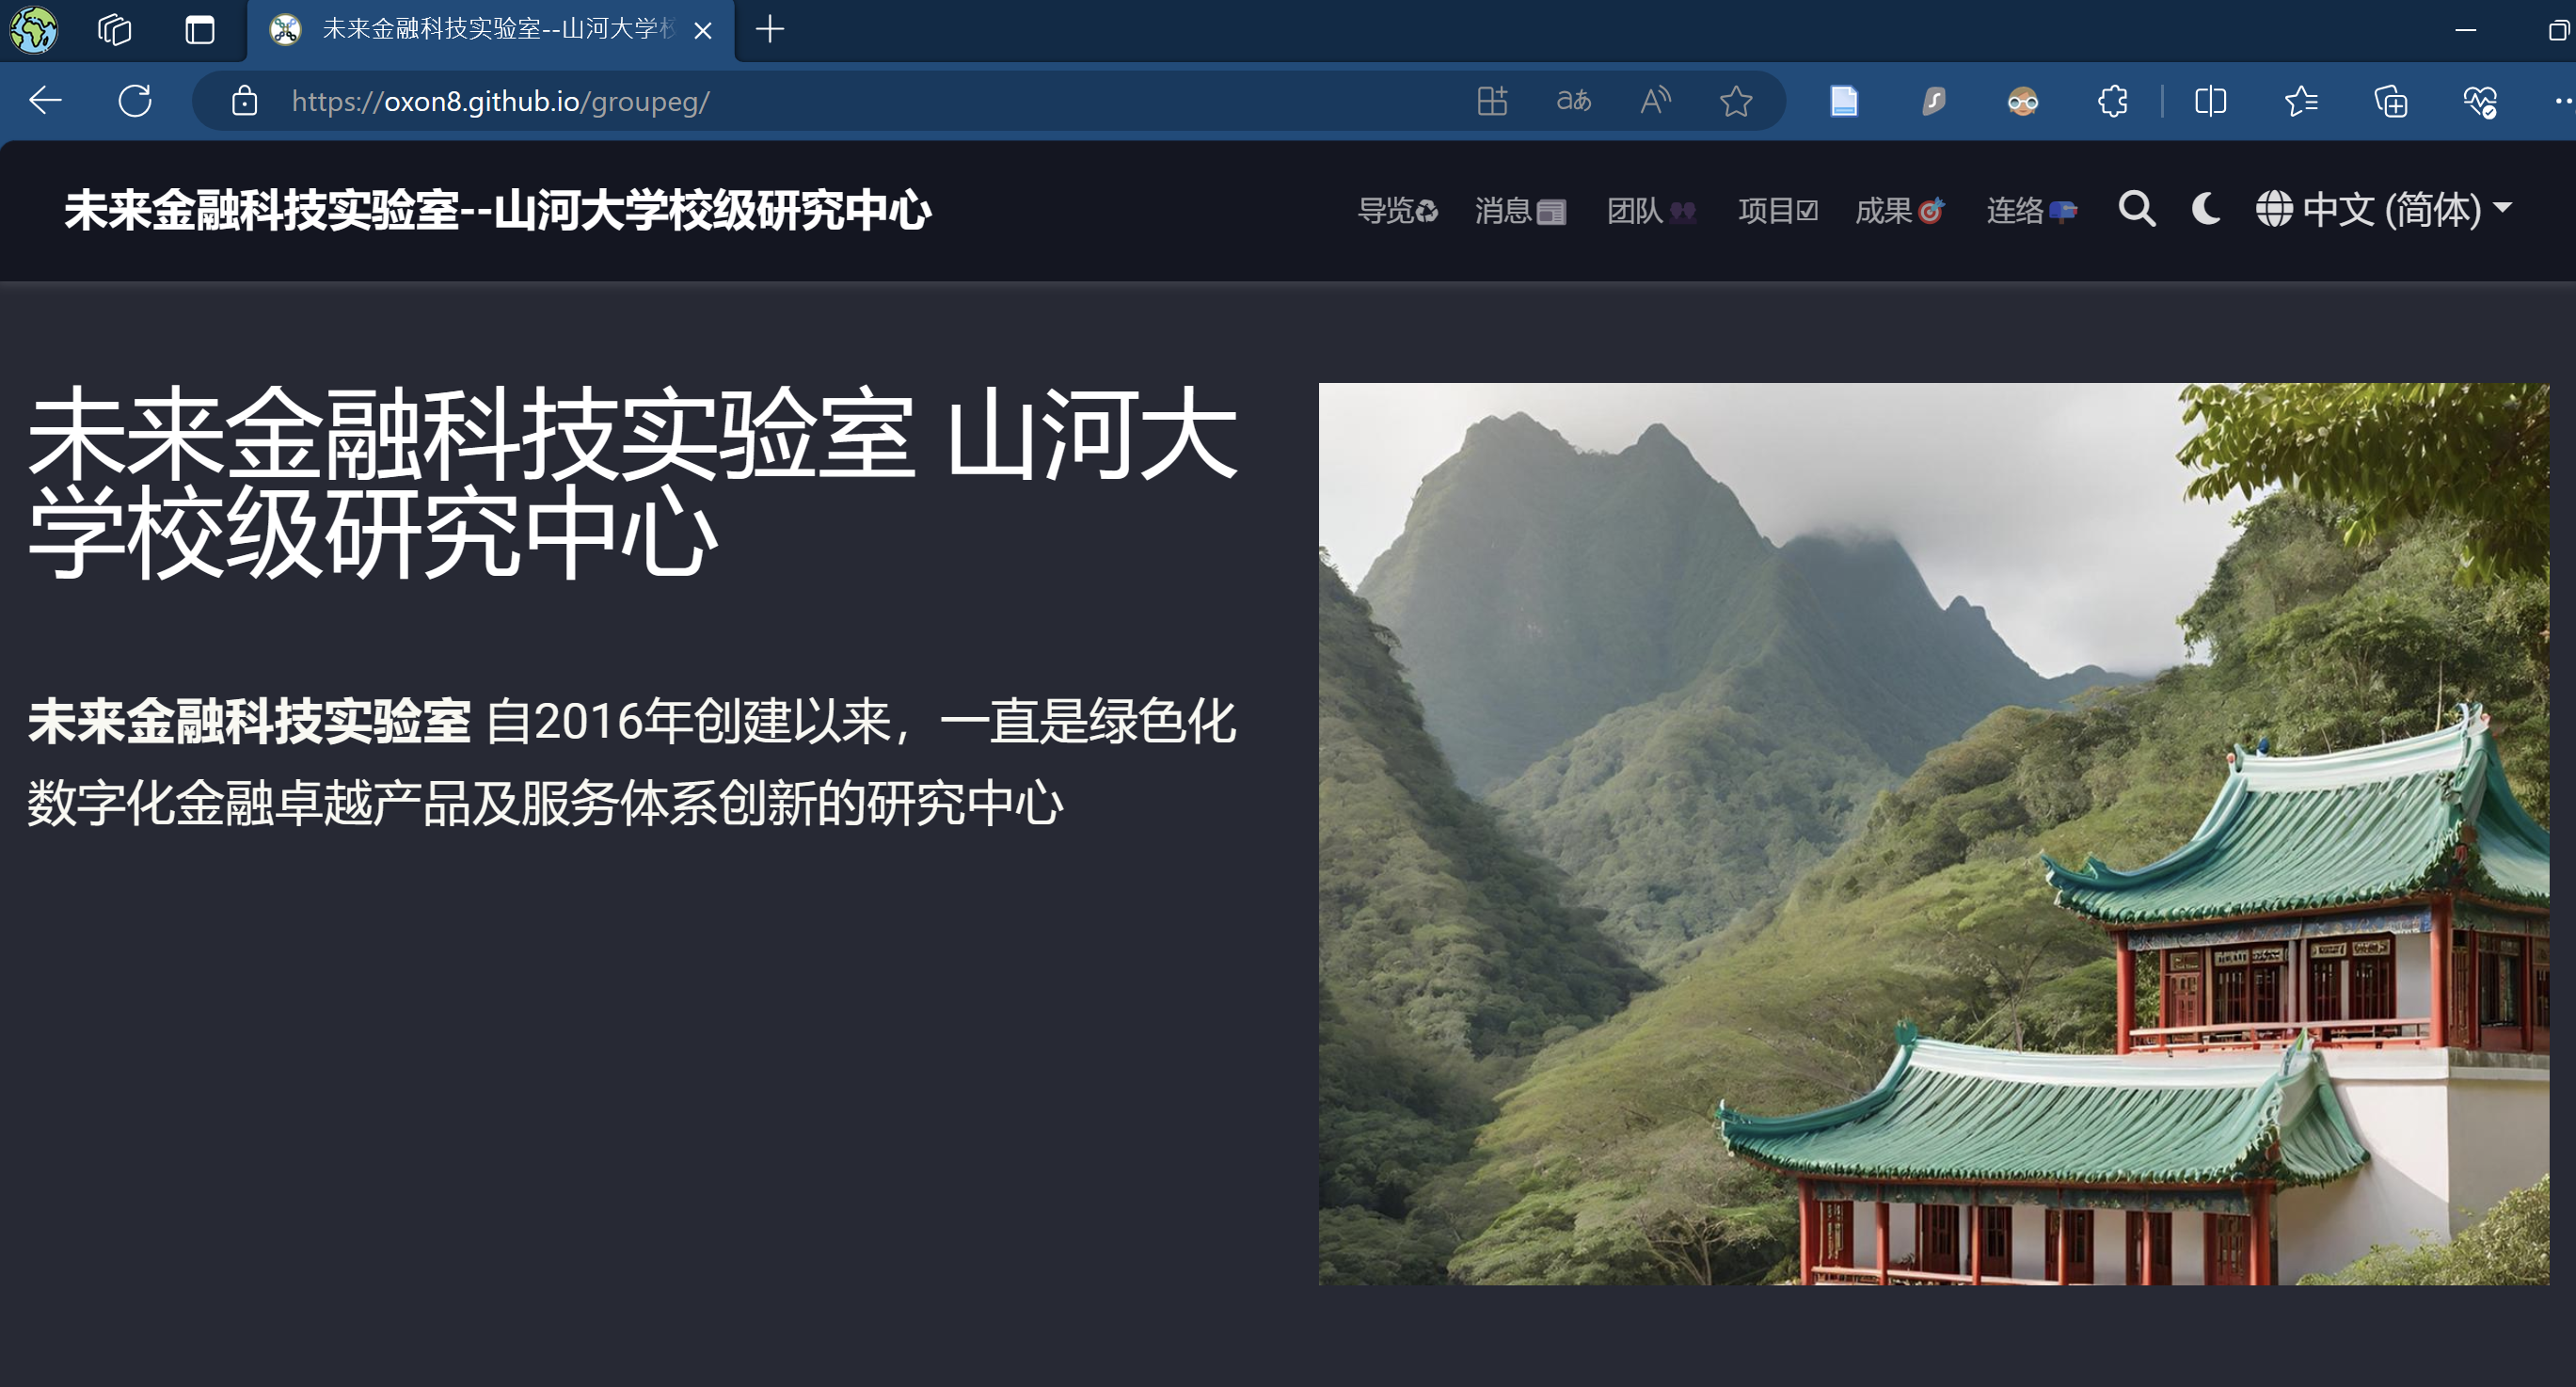 未来金融科技实验室--山河大学校
https://oxon8.github.io/groupeg/
未来金融科技实验室--山河大学校级研究中心
导览♻ 消息📰 团队👥 项目☑ 成果🎯 连络📪 中文 (简体)
未来金融科技实验室 山河大
学校级研究中心
未来金融科技实验室 自2016年创建以来，一直是绿色化
数字化金融卓越产品及服务体系创新的研究中心